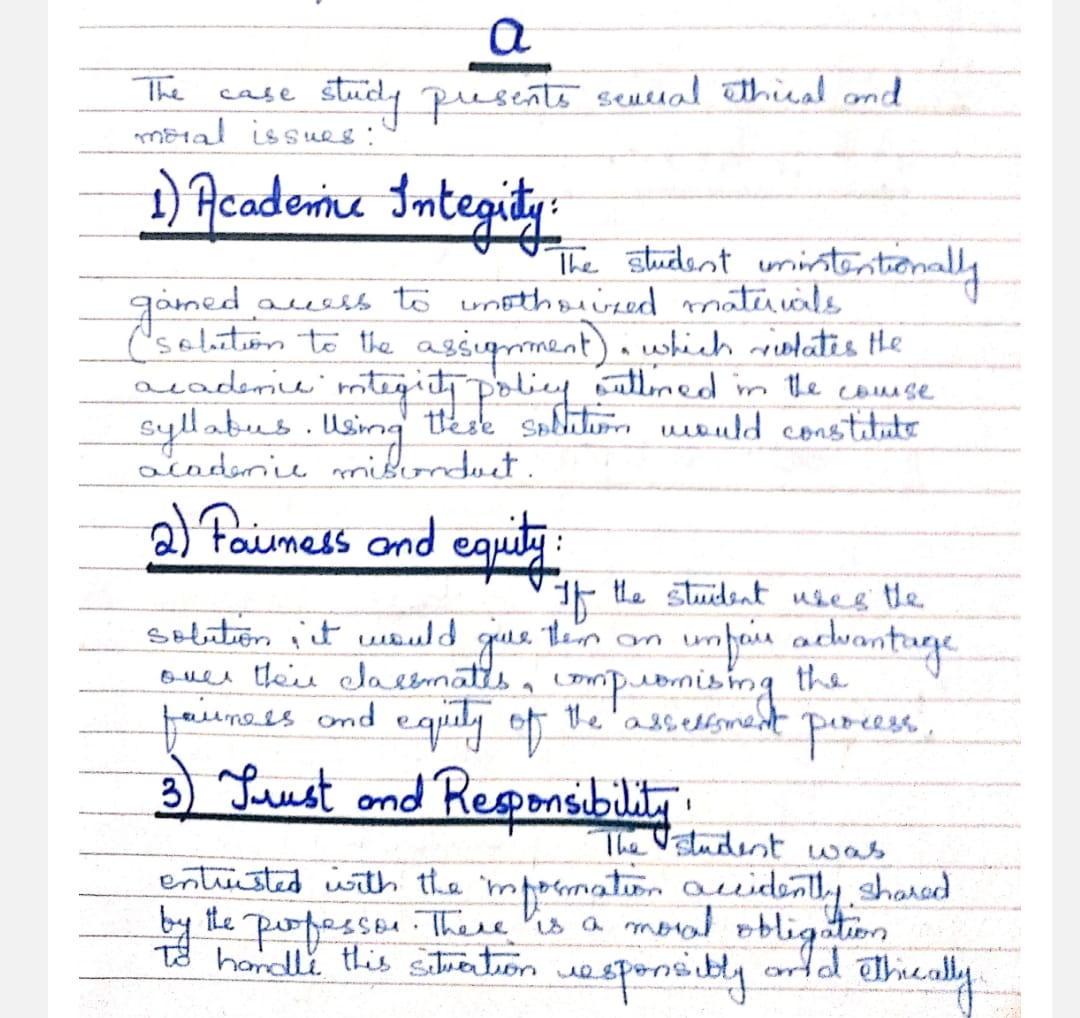 a
The case study presents several ethical and
moral issues:
1) Academic Integity:
The student unintentionally
gained access to unothorized materials
(solution to the assignment), which violates the
academic integity policy outlined in the course
syllabus. Using these solution would constitute
academic misconduct.
2) Fairness and equity:
If the student uses the
solution, it would give them an unfair advantage
over their classmates, compromising the
fairness and equity of the assessment process.
3) Trust and Responsibility:
The student was
entrusted with the information accidently shared
by the professor. There is a moral obligation
to handle this situation responsibly and ethically.